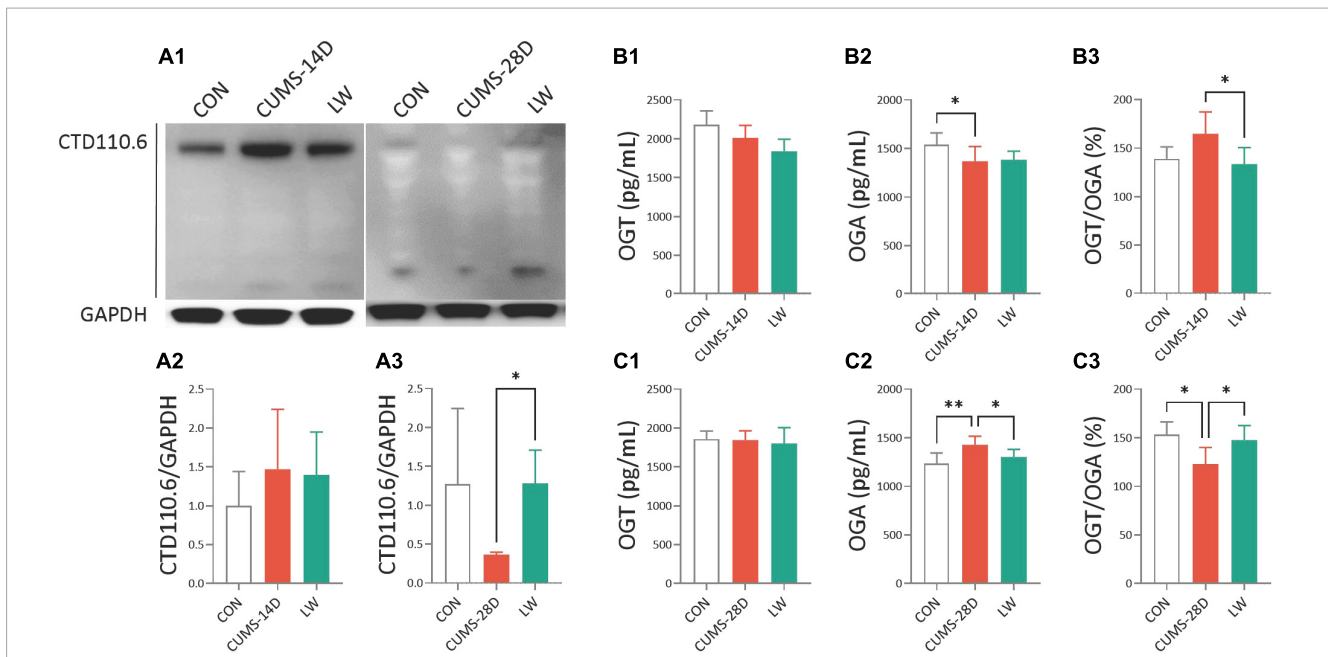 A1
CON
CUMS-14D
LW
CON
CUMS-28D
LW
CTD110.6
GAPDH
B1
OGT (pg/mL)
2500
2000
1500
1000
500
0
CON
CUMS-14D
LW
B2
OGA (pg/mL)
2000
1500
1000
500
0
*
CON
CUMS-14D
LW
B3
OGT/OGA (%)
200
150
100
50
0
*
CON
CUMS-14D
LW
A2
CTD110.6/GAPDH
2.5
2.0
1.5
1.0
0.5
0.0
CON
CUMS-14D
LW
A3
CTD110.6/GAPDH
2.5
2.0
1.5
1.0
0.5
0.0
*
CON
CUMS-28D
LW
C1
OGT (pg/mL)
2500
2000
1500
1000
500
0
CON
CUMS-28D
LW
C2
OGA (pg/mL)
2000
1500
1000
500
0
**
*
CON
CUMS-28D
LW
C3
OGT/OGA (%)
200
150
100
50
0
*
*
CON
CUMS-28D
LW